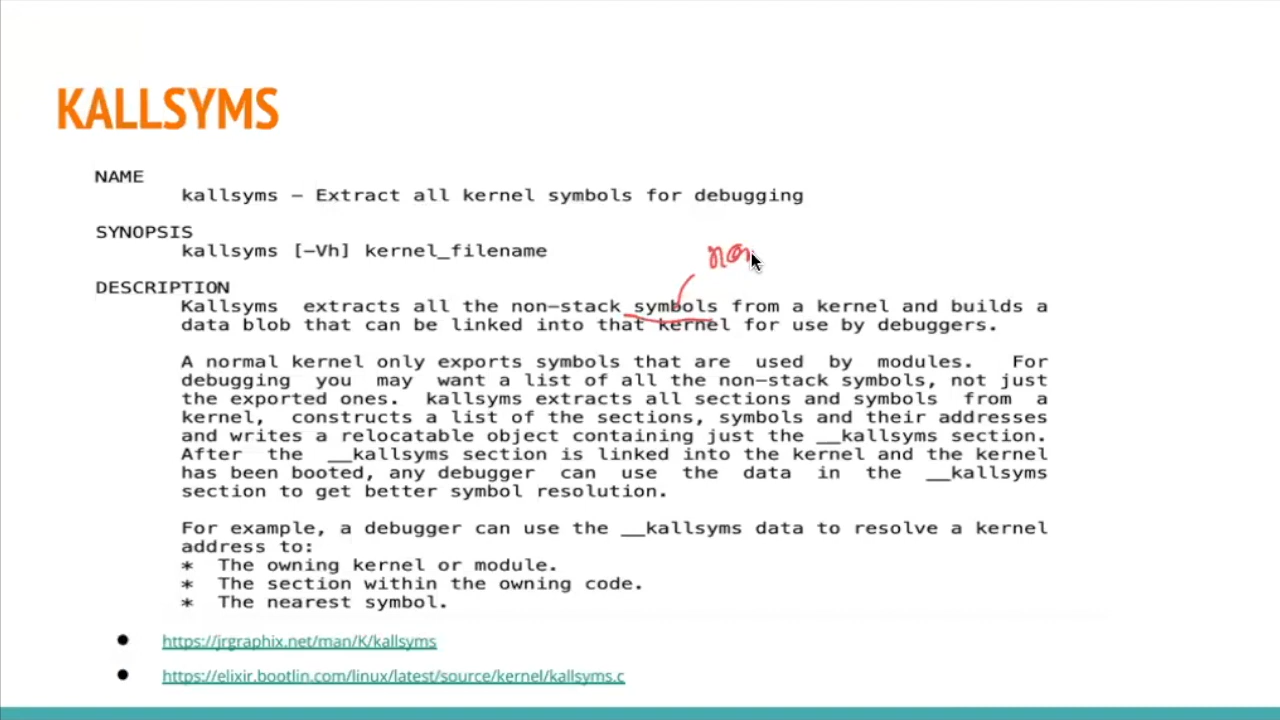 KALLSYMS
NAME
kallsyms – Extract all kernel symbols for debugging
SYNOPSIS
kallsyms [–Vh] kernel_filename
DESCRIPTION
Kallsyms extracts all the non–stack symbols from a kernel and builds a
data blob that can be linked into that kernel for use by debuggers.
A normal kernel only exports symbols that are used by modules. For
debugging you may want a list of all the non–stack symbols, not just
the exported ones. kallsyms extracts all sections and symbols from a
kernel, constructs a list of the sections, symbols and their addresses
and writes a relocatable object containing just the __kallsyms section.
After the __kallsyms section is linked into the kernel and the kernel
has been booted, any debugger can use the data in the __kallsyms
section to get better symbol resolution.
For example, a debugger can use the __kallsyms data to resolve a kernel
address to:
* The owning kernel or module.
* The section within the owning code.
* The nearest symbol.
● https://jrgraphix.net/man/K/kallsyms
● https://elixir.bootlin.com/linux/latest/source/kernel/kallsyms.c